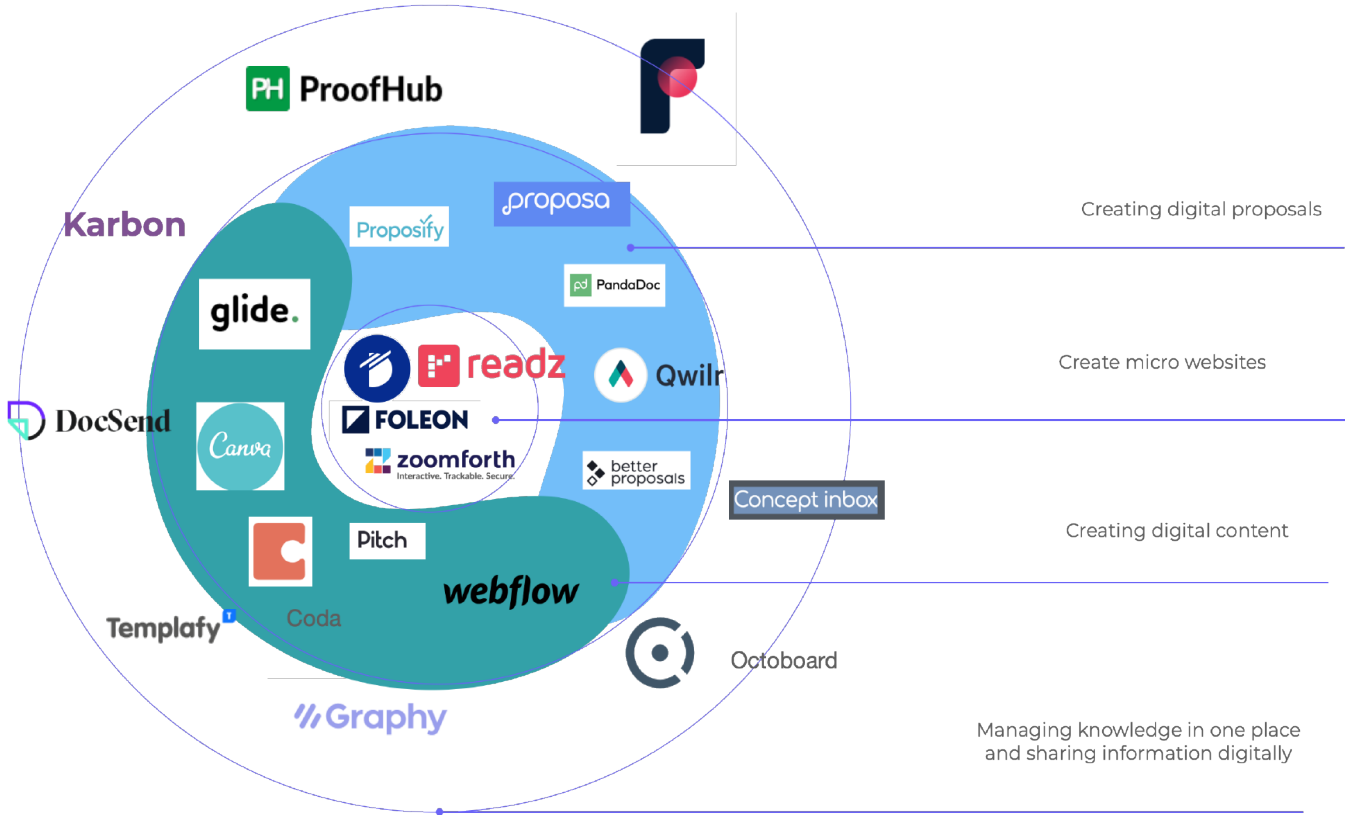 PH ProofHub
Karbon
proposa
Proposify
Creating digital proposals
glide.
pd PandaDoc
readz
Qwilr
Create micro websites
DocSend
FOLEON
Canva
zoomforth
Interactive. Trackable. Secure.
better
proposals
Concept inbox
Pitch
Creating digital content
webflow
Coda
Templafy T
Octoboard
Graphy
Managing knowledge in one place
and sharing information digitally